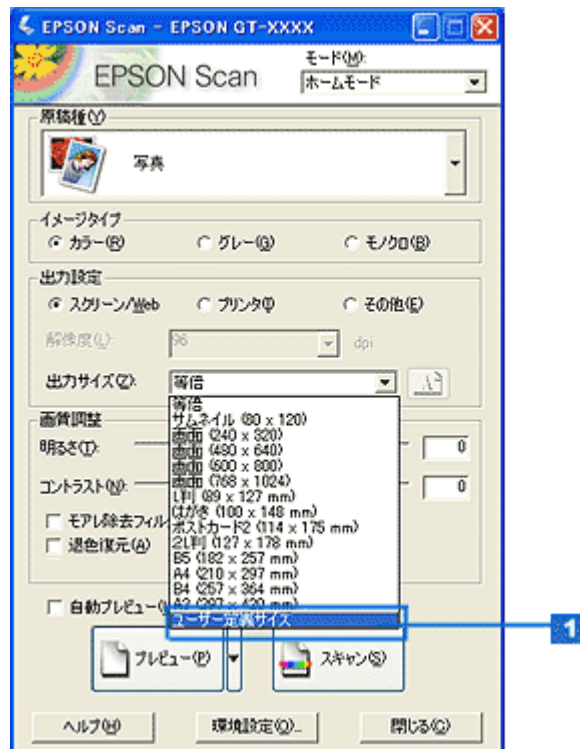 EPSON Scan - EPSON GT-XXXX
EPSON Scan
モード(M):
ホームモード
原稿種(Y)
写真
イメージタイプ
カラー(R)
グレー(G)
モノクロ(B)
出力設定
スクリーン/Web
プリンタ(I)
その他(E)
解像度(L):
96
dpi
出力サイズ(Z):
等倍
等倍
サムネイル (80 x 120)
画面 (240 x 320)
画面 (480 x 640)
画面 (600 x 800)
画面 (768 x 1024)
L判 (89 x 127 mm)
はがき (100 x 148 mm)
ポストカード2 (114 x 175 mm)
2L判 (127 x 178 mm)
B5 (182 x 257 mm)
A4 (210 x 297 mm)
B4 (257 x 364 mm)
A3 (297 x 420 mm)
ユーザー定義サイズ
1
画質調整
明るさ(T):
0
コントラスト(N):
0
モアレ除去フィル
退色復元(A)
自動プレビュー(
プレビュー(P)
スキャン(S)
ヘルプ(H)
環境設定(O)...
閉じる(C)